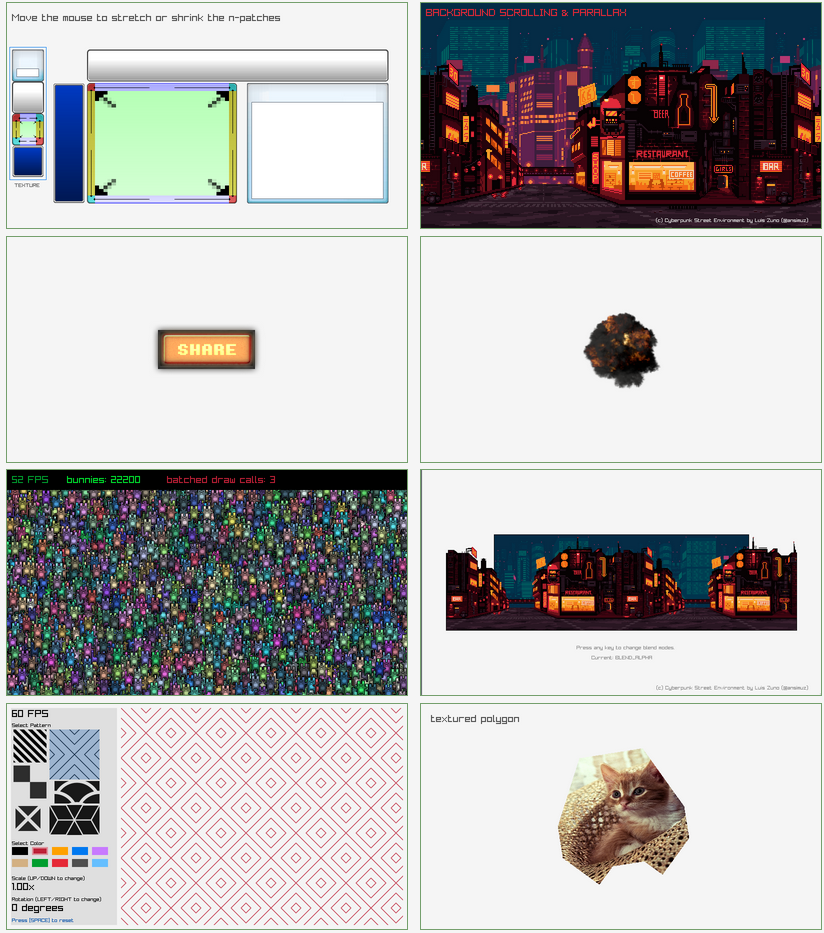 Move the mouse to stretch or shrink the n-patches
TEXTURE
BACKGROUND SCROLLING & PARALLAX
BAR
BEER
RESTAURANT
COFFEE
GIRLS
BAR
(c) Cyberpunk Street Environment by Luis Zuno (@ansimuz)
SHARE
52 FPS bunnies: 22200 batched draw calls: 3
RESTAURANT
BAR
BAR
RESTAURANT
Press any key to change blend modes.
Current: BLEND_ALPHA
(c) Cyberpunk Street Environment by Luis Zuno (@ansimuz)
60 FPS
Select Pattern
Select Color
Scale (UP/DOWN to change)
1.00x
Rotation (LEFT/RIGHT to change)
0 degrees
Press [SPACE] to reset
textured polygon